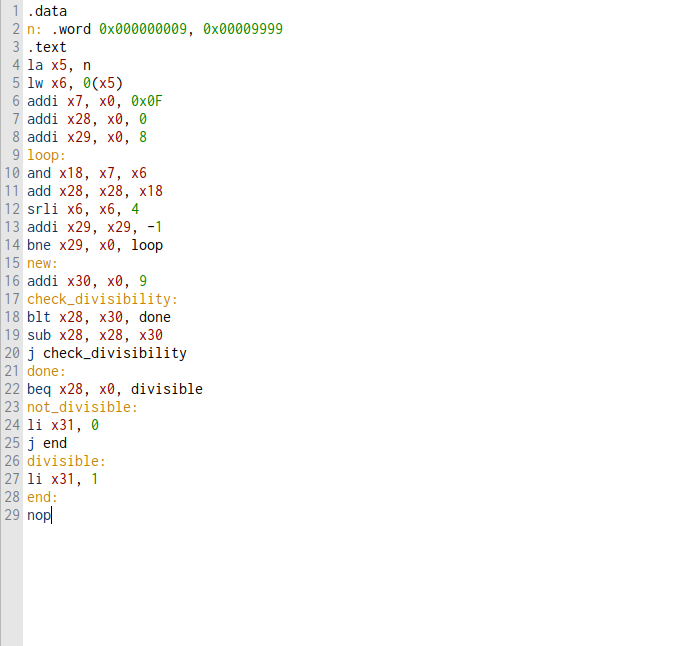 1 .data
2 n: .word 0x000000009, 0x00009999
3 .text
4 la x5, n
5 lw x6, 0(x5)
6 addi x7, x0, 0x0F
7 addi x28, x0, 0
8 addi x29, x0, 8
9 loop:
10 and x18, x7, x6
11 add x28, x28, x18
12 srli x6, x6, 4
13 addi x29, x29, -1
14 bne x29, x0, loop
15 new:
16 addi x30, x0, 9
17 check_divisibility:
18 blt x28, x30, done
19 sub x28, x28, x30
20 j check_divisibility
21 done:
22 beq x28, x0, divisible
23 not_divisible:
24 li x31, 0
25 j end
26 divisible:
27 li x31, 1
28 end:
29 nop